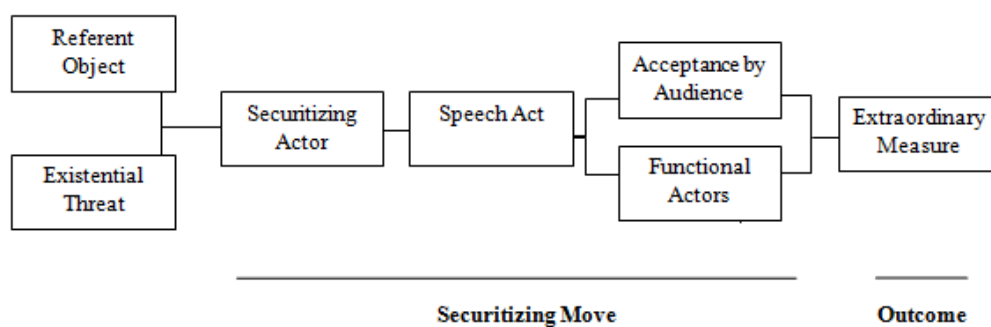 Referent
Object
Existential
Threat
Securitizing
Actor
Speech Act
Acceptance by
Audience
Functional
Actors
Extraordinary
Measure
Securitizing Move
Outcome